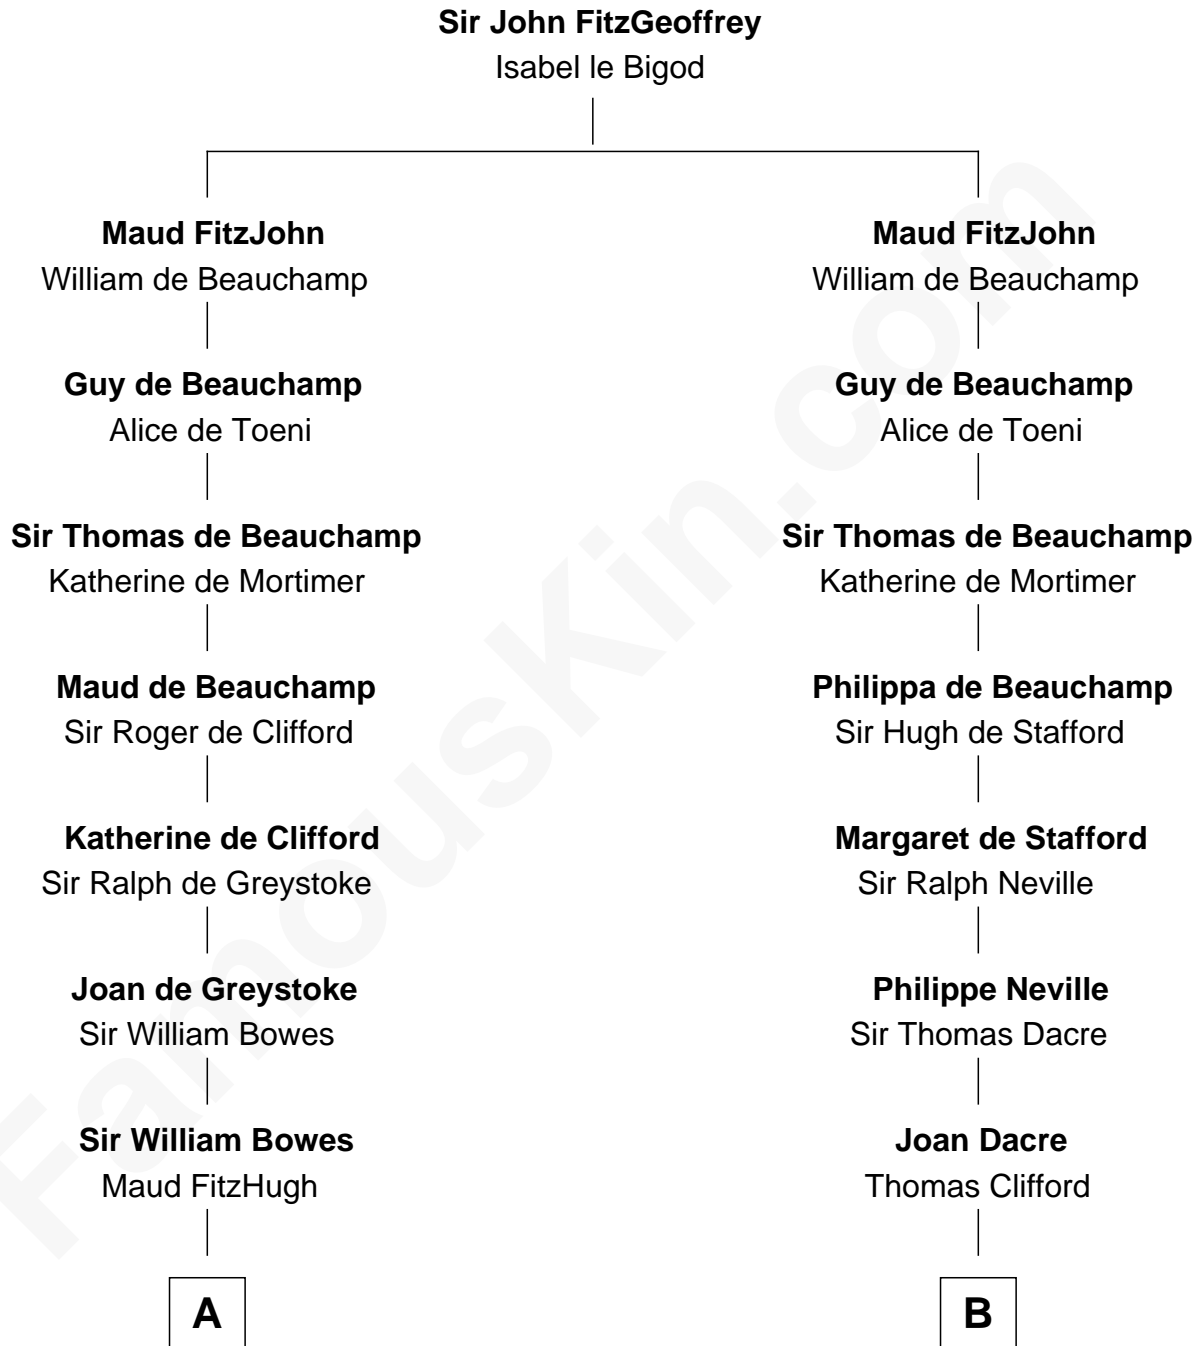 Sir John FitzGeoffrey
Isabel le Bigod
Maud FitzJohn
William de Beauchamp
Maud FitzJohn
William de Beauchamp
Guy de Beauchamp
Alice de Toeni
Guy de Beauchamp
Alice de Toeni
Sir Thomas de Beauchamp
Katherine de Mortimer
Sir Thomas de Beauchamp
Katherine de Mortimer
Maud de Beauchamp
Sir Roger de Clifford
Philippa de Beauchamp
Sir Hugh de Stafford
Katherine de Clifford
Sir Ralph de Greystoke
Margaret de Stafford
Sir Ralph Neville
Joan de Greystoke
Sir William Bowes
Philippe Neville
Sir Thomas Dacre
Sir William Bowes
Maud FitzHugh
Joan Dacre
Thomas Clifford
A
B
FamousKin.com